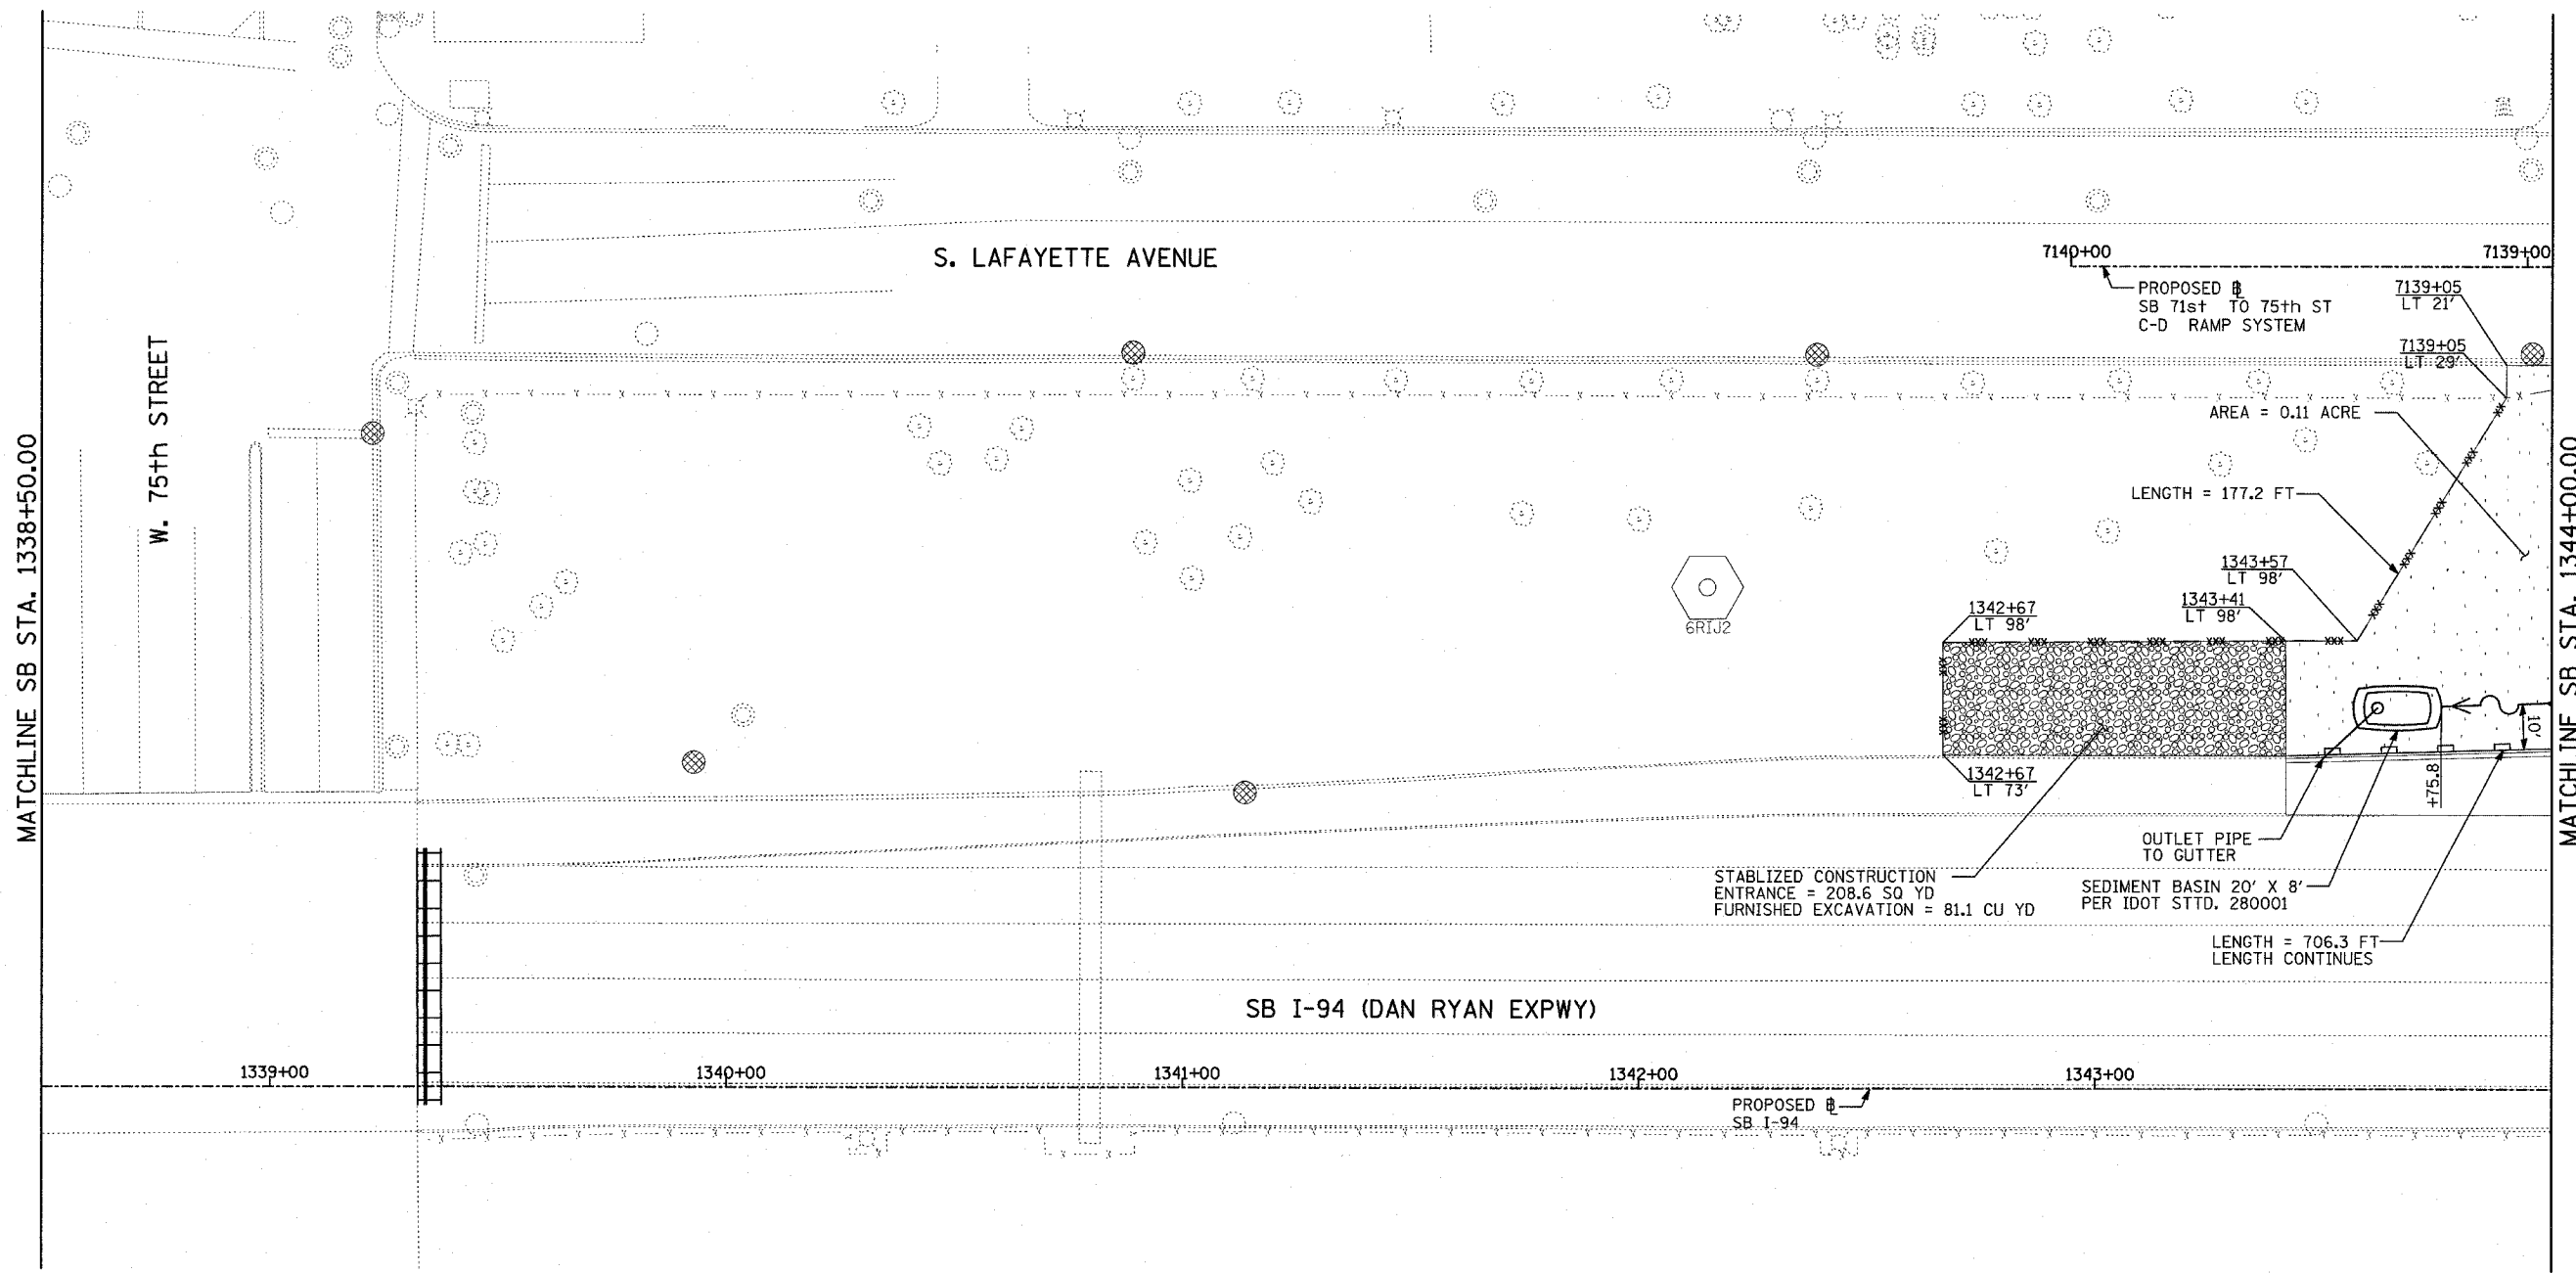 MATCHLINE SB STA. 1338+50.00
W. 75th STREET
S. LAFAYETTE AVENUE
7140+00
7139+00
PROPOSED ℄
SB 71st TO 75th ST
C-D RAMP SYSTEM
7139+05
LT 21'
7139+05
LT 29'
AREA = 0.11 ACRE
LENGTH = 177.2 FT
1343+57
LT 98'
1343+41
LT 98'
1342+67
LT 98'
6RIJ2
1342+67
LT 73'
10'
+75.8
OUTLET PIPE
TO GUTTER
STABLIZED CONSTRUCTION
ENTRANCE = 208.6 SQ YD
FURNISHED EXCAVATION = 81.1 CU YD
SEDIMENT BASIN 20' X 8'
PER IDOT STTD. 280001
LENGTH = 706.3 FT
LENGTH CONTINUES
SB I-94 (DAN RYAN EXPWY)
1339+00
1340+00
1341+00
1342+00
1343+00
PROPOSED ℄
SB I-94
MATCHLINE SB STA. 1344+00.00